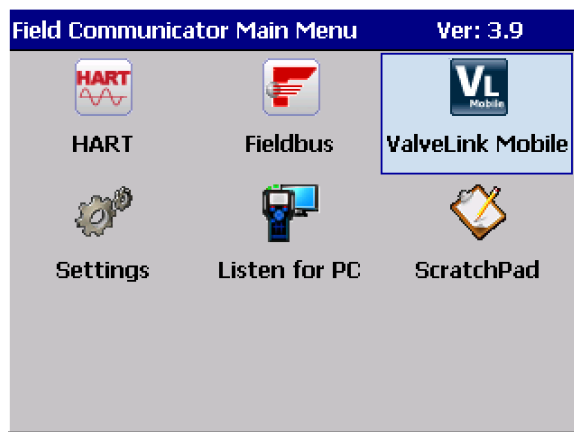 Field Communicator Main Menu Ver: 3.9
HART
VL
Mobile
HART Fieldbus ValveLink Mobile
Settings Listen for PC ScratchPad